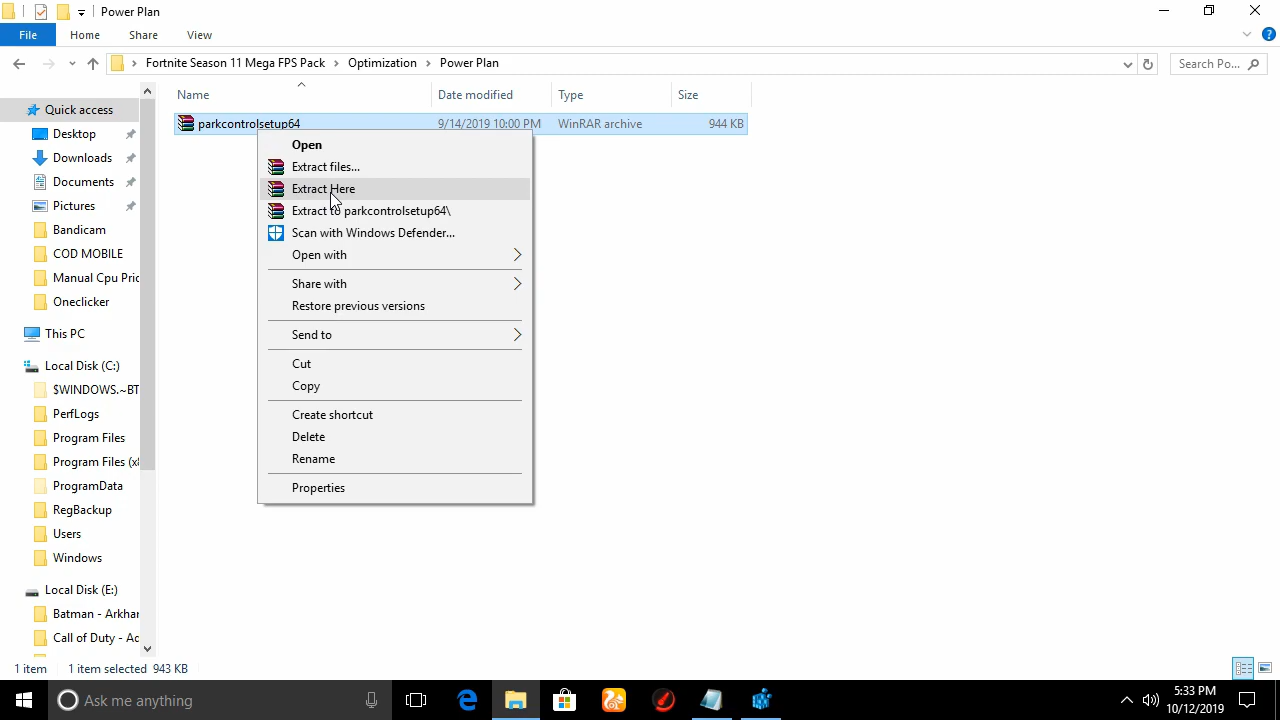 Power Plan
File Home Share View
Fortnite Season 11 Mega FPS Pack Optimization Power Plan
Search Po...
Name Date modified Type Size
parkcontrolsetup64 9/14/2019 10:00 PM WinRAR archive 944 KB
Quick access
Desktop
Downloads
Documents
Pictures
Bandicam
COD MOBILE
Manual Cpu Pric
Oneclicker
This PC
Local Disk (C:)
$WINDOWS.~BT
PerfLogs
Program Files
Program Files (x8
ProgramData
RegBackup
Users
Windows
Local Disk (E:)
Batman - Arkhar
Call of Duty - Ad
Open
Extract files...
Extract Here
Extract to parkcontrolsetup64\
Scan with Windows Defender...
Open with
Share with
Restore previous versions
Send to
Cut
Copy
Create shortcut
Delete
Rename
Properties
1 item 1 item selected 943 KB
Ask me anything
5:33 PM
10/12/2019